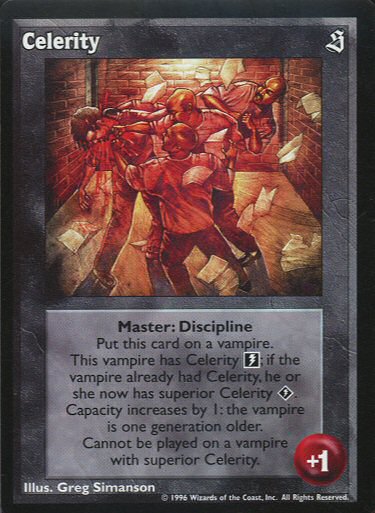 Celerity
Master: Discipline
Put this card on a vampire.
This vampire has Celerity ; if the
vampire already had Celerity, he or
she now has superior Celerity .
Capacity increases by 1: the vampire
is one generation older.
Cannot be played on a vampire
with superior Celerity.
+1
Illus. Greg Simanson
© 1996 Wizards of the Coast, Inc. All Rights Reserved.